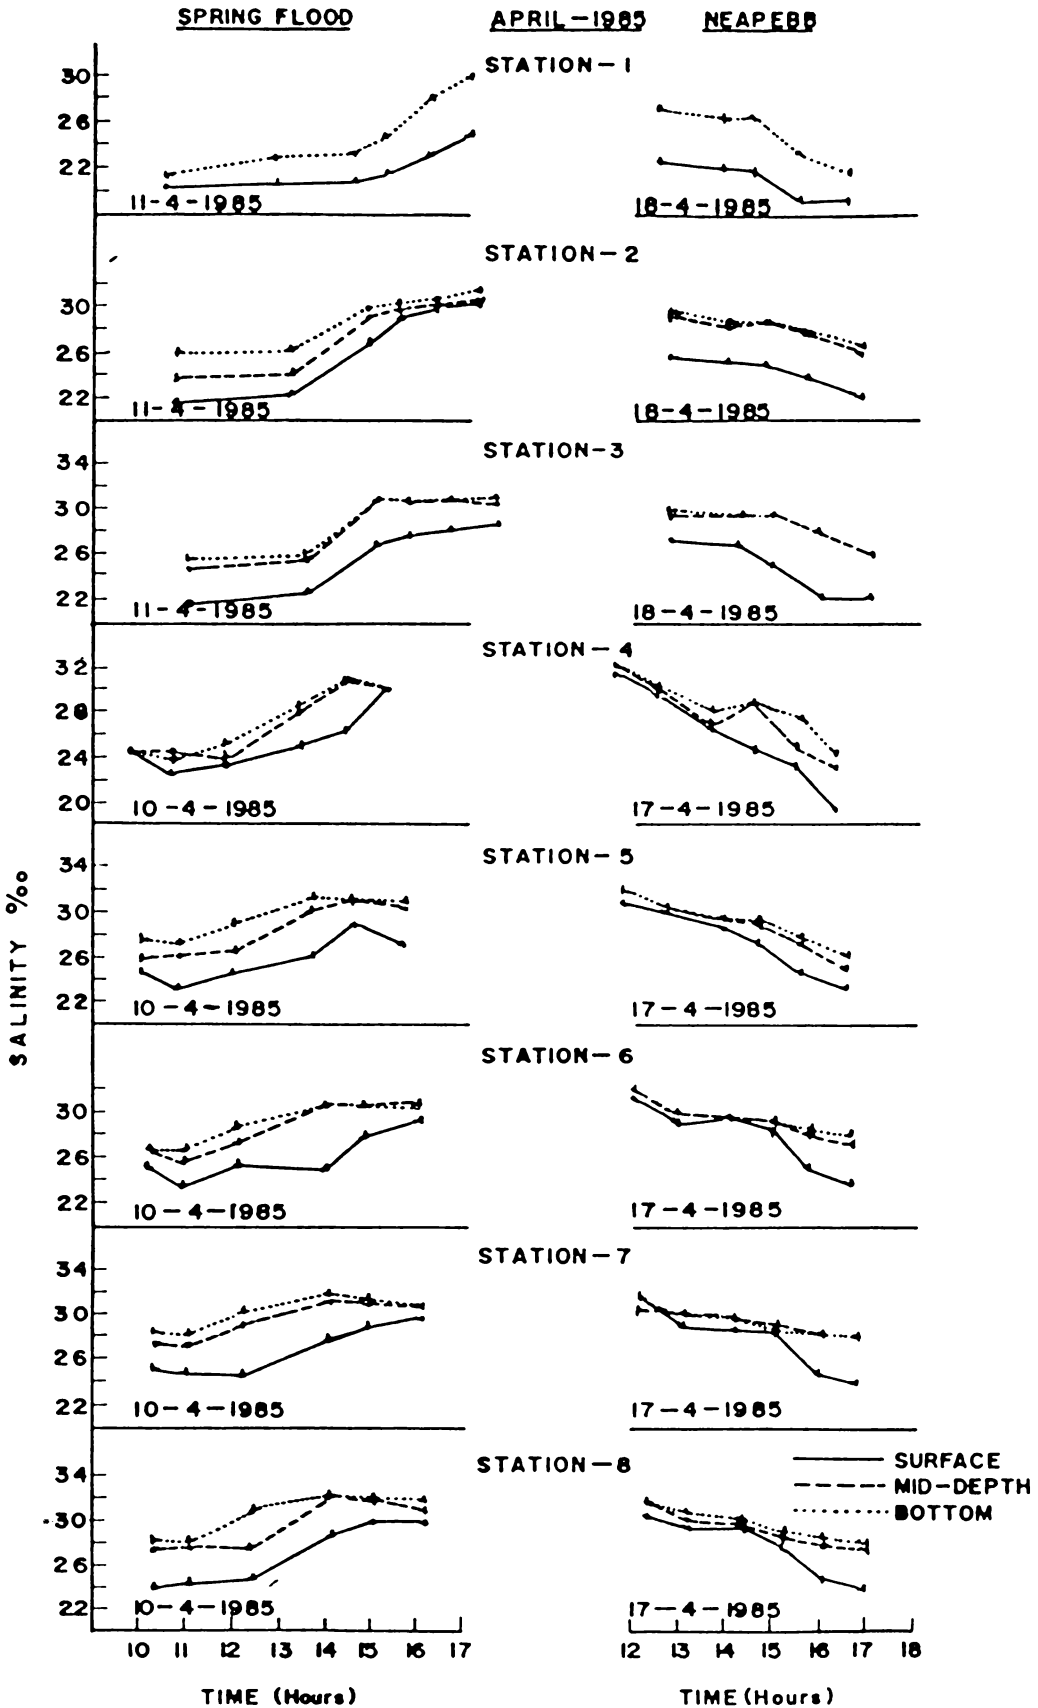 SPRING FLOOD APRIL-1985 NEAP EBB
STATION-1
30
26
22
11-4-1985 18-4-1985
STATION-2
30
26
22
11-4-1985 18-4-1985
STATION-3
34
30
26
22
11-4-1985 18-4-1985
STATION-4
32
28
24
20
10-4-1985 17-4-1985
STATION-5
34
30
26
22
10-4-1985 17-4-1985
SALINITY ‰
STATION-6
30
26
22
10-4-1985 17-4-1985
STATION-7
34
30
26
22
10-4-1985 17-4-1985
STATION-8
SURFACE
MID-DEPTH
BOTTOM
34
30
26
22
10-4-1985 17-4-1985
10 11 12 13 14 15 16 17 12 13 14 15 16 17 18
TIME (Hours) TIME (Hours)